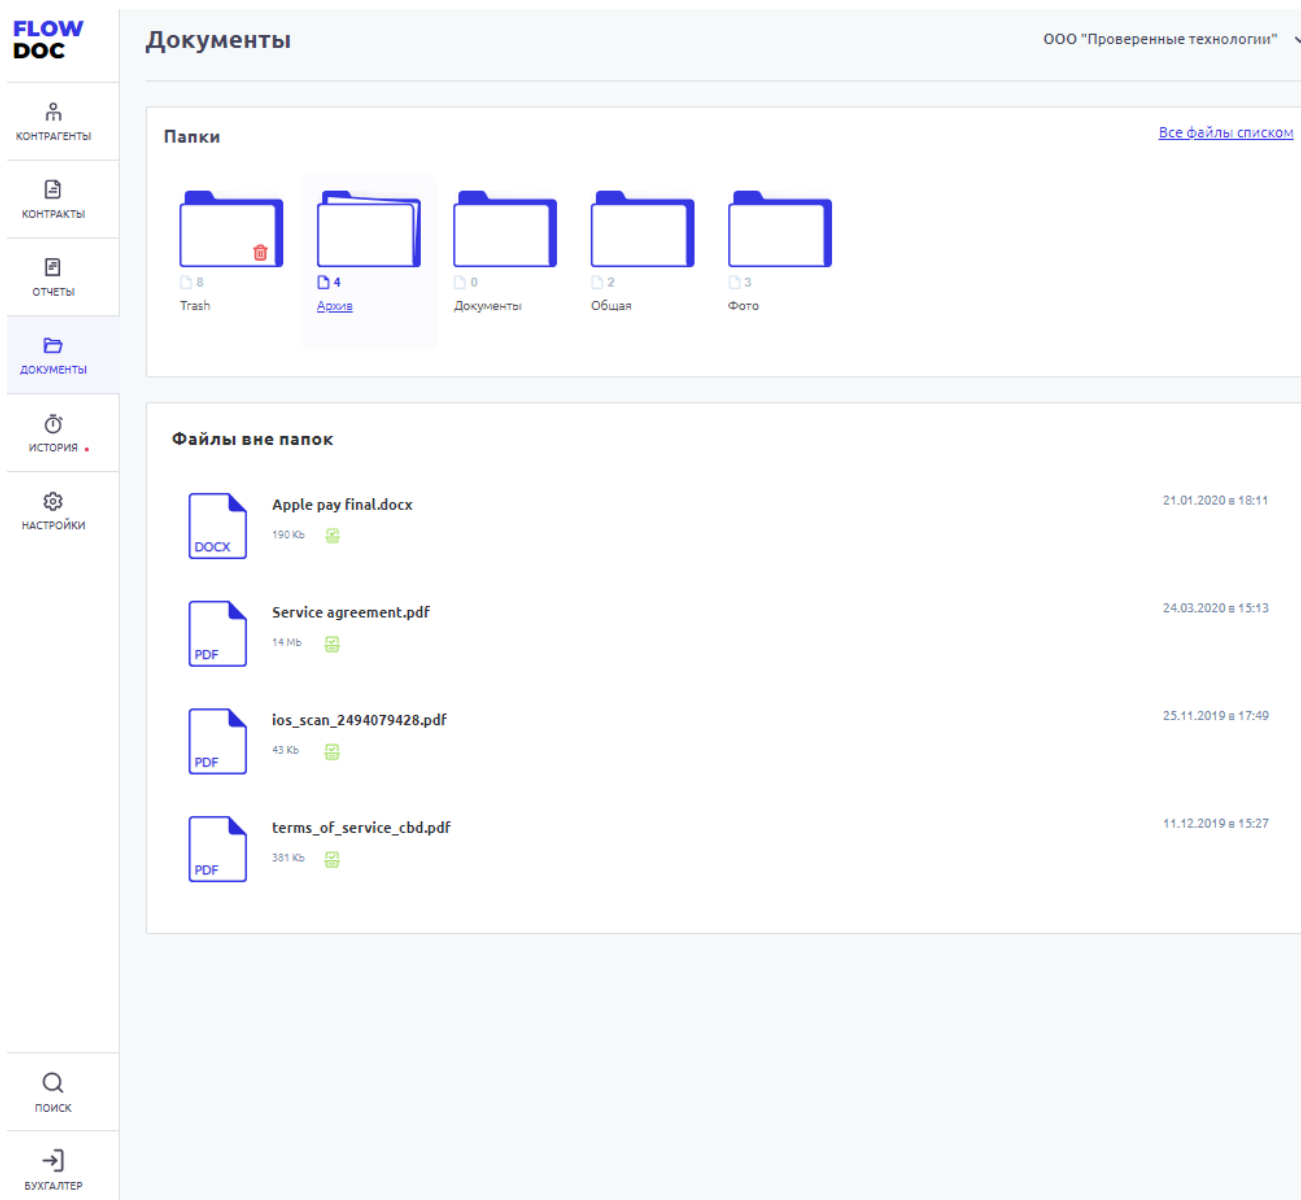 FLOW
DOC
Документы
ООО "Проверенные технологии"
КОНТРАГЕНТЫ
КОНТРАКТЫ
ОТЧЕТЫ
ДОКУМЕНТЫ
ИСТОРИЯ
НАСТРОЙКИ
ПОИСК
БУХГАЛТЕР
Папки
Все файлы списком
8
Trash
4
Архив
0
Документы
2
Общая
3
Фото
Файлы вне папок
Apple pay final.docx
21.01.2020 в 18:11
190 Kb
DOCX
Service agreement.pdf
24.03.2020 в 15:13
14 Mb
PDF
ios_scan_2494079428.pdf
25.11.2019 в 17:49
43 Kb
PDF
terms_of_service_cbd.pdf
11.12.2019 в 15:27
381 Kb
PDF